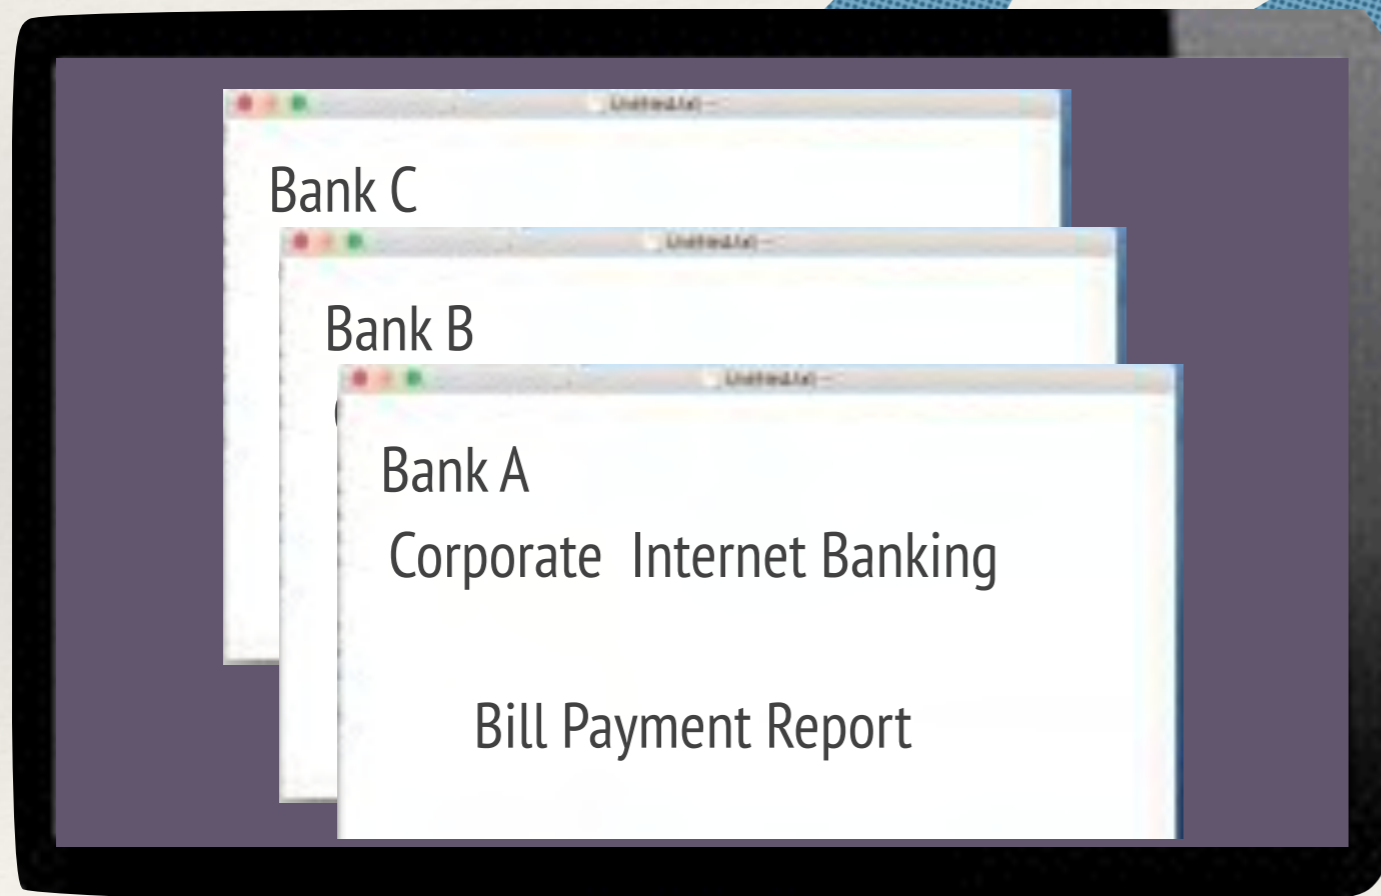 Bank C
Bank B
Bank A
Corporate Internet Banking
Bill Payment Report